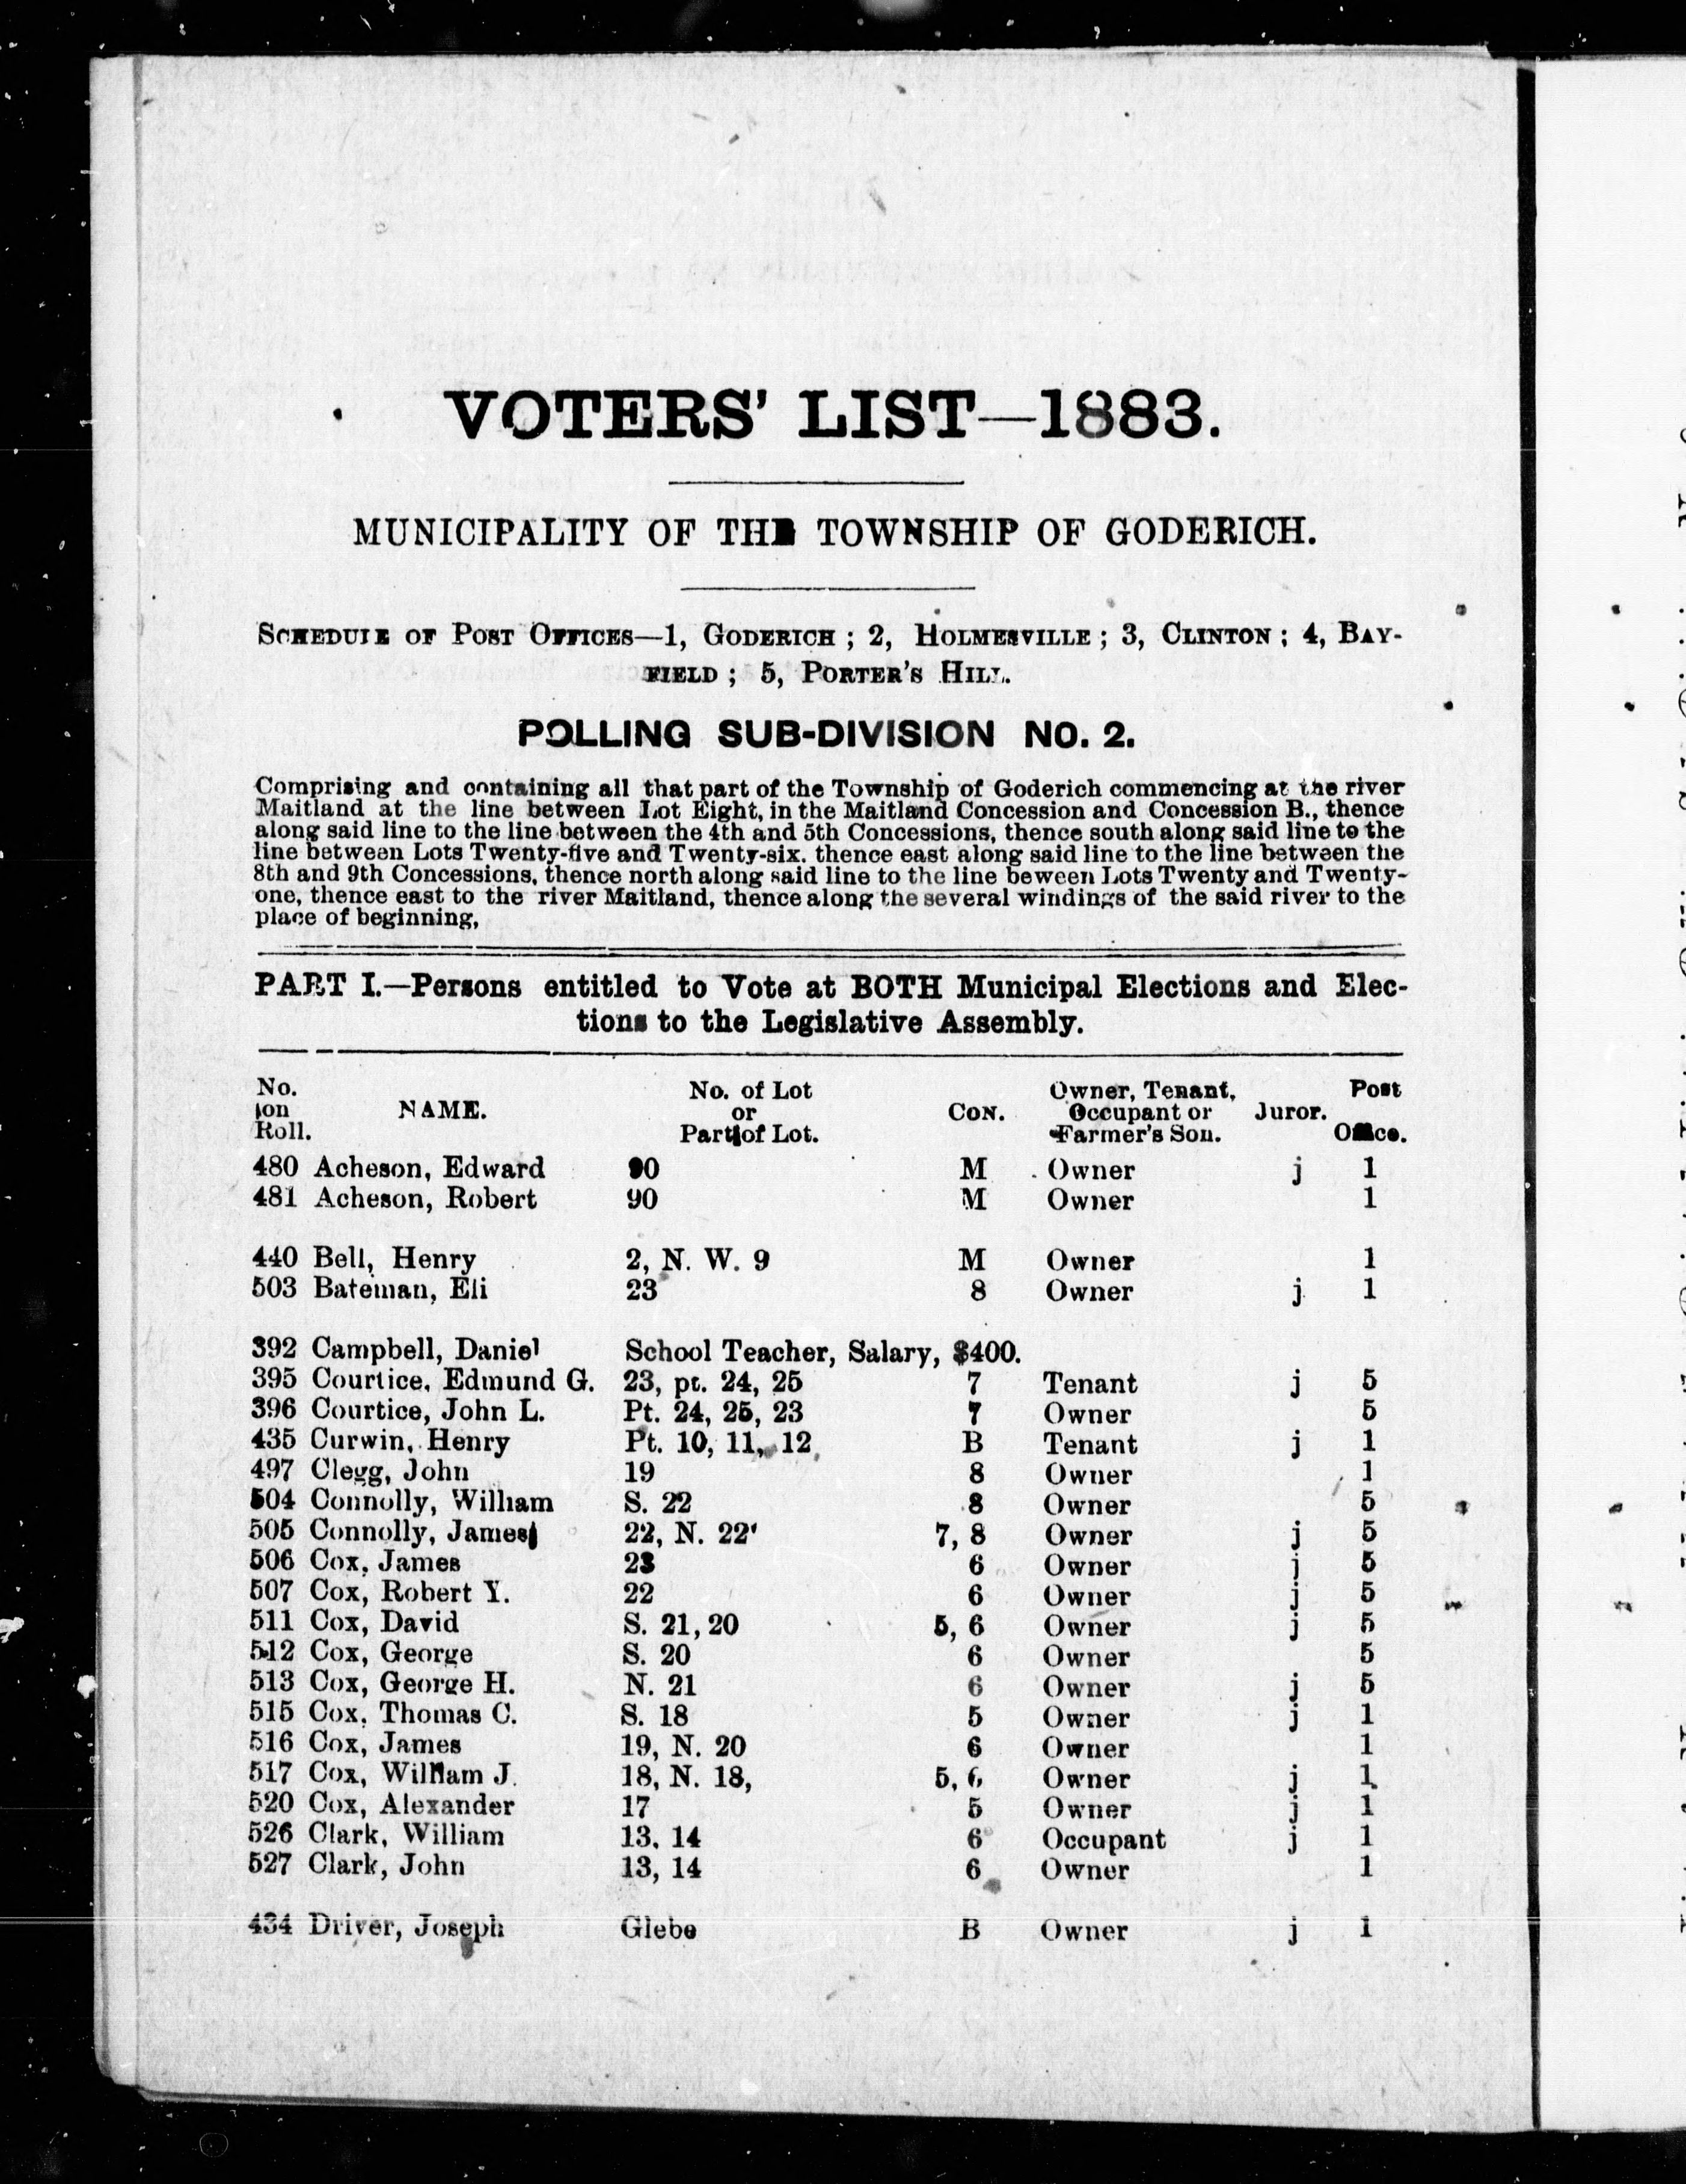 VOTERS' LIST—1883.
MUNICIPALITY OF THE TOWNSHIP OF GODERICH.
SCHEDULE OF POST OFFICES—1, GODERICH ; 2, HOLMESVILLE ; 3, CLINTON ; 4, BAY-
FIELD ; 5, PORTER'S HILL.
POLLING SUB-DIVISION NO. 2.
Comprising and containing all that part of the Township of Goderich commencing at the river
Maitland at the line between Lot Eight, in the Maitland Concession and Concession B., thence
along said line to the line between the 4th and 5th Concessions, thence south along said line to the
line between Lots Twenty-five and Twenty-six. thence east along said line to the line between the
8th and 9th Concessions, thence north along said line to the line beween Lots Twenty and Twenty-
one, thence east to the river Maitland, thence along the several windings of the said river to the
place of beginning,
PART I.—Persons entitled to Vote at BOTH Municipal Elections and Elec-
tions to the Legislative Assembly.
No. on Roll. NAME. No. of Lot or Part of Lot. CON. Owner, Tenant, Occupant or Farmer's Son. Juror. Post Office.
480 Acheson, Edward 90 M Owner j 1
481 Acheson, Robert 90 M Owner 1
440 Bell, Henry 2, N. W. 9 M Owner 1
503 Bateman, Eli 23 8 Owner j 1
392 Campbell, Daniel School Teacher, Salary, $400.
395 Courtice, Edmund G. 23, pt. 24, 25 7 Tenant j 5
396 Courtice, John L. Pt. 24, 25, 23 7 Owner 5
435 Curwin, Henry Pt. 10, 11, 12 B Tenant j 1
497 Clegg, John 19 8 Owner 1
504 Connolly, William S. 22 8 Owner 5
505 Connolly, James 22, N. 22 7, 8 Owner j 5
506 Cox, James 23 6 Owner j 5
507 Cox, Robert Y. 22 6 Owner j 5
511 Cox, David S. 21, 20 5, 6 Owner j 5
512 Cox, George S. 20 6 Owner 5
513 Cox, George H. N. 21 6 Owner j 5
515 Cox, Thomas C. S. 18 5 Owner j 1
516 Cox, James 19, N. 20 6 Owner 1
517 Cox, William J. 18, N. 18, 5, 6 Owner j 1
520 Cox, Alexander 17 5 Owner j 1
526 Clark, William 13, 14 6 Occupant j 1
527 Clark, John 13, 14 6 Owner 1
434 Driver, Joseph Glebe B Owner j 1